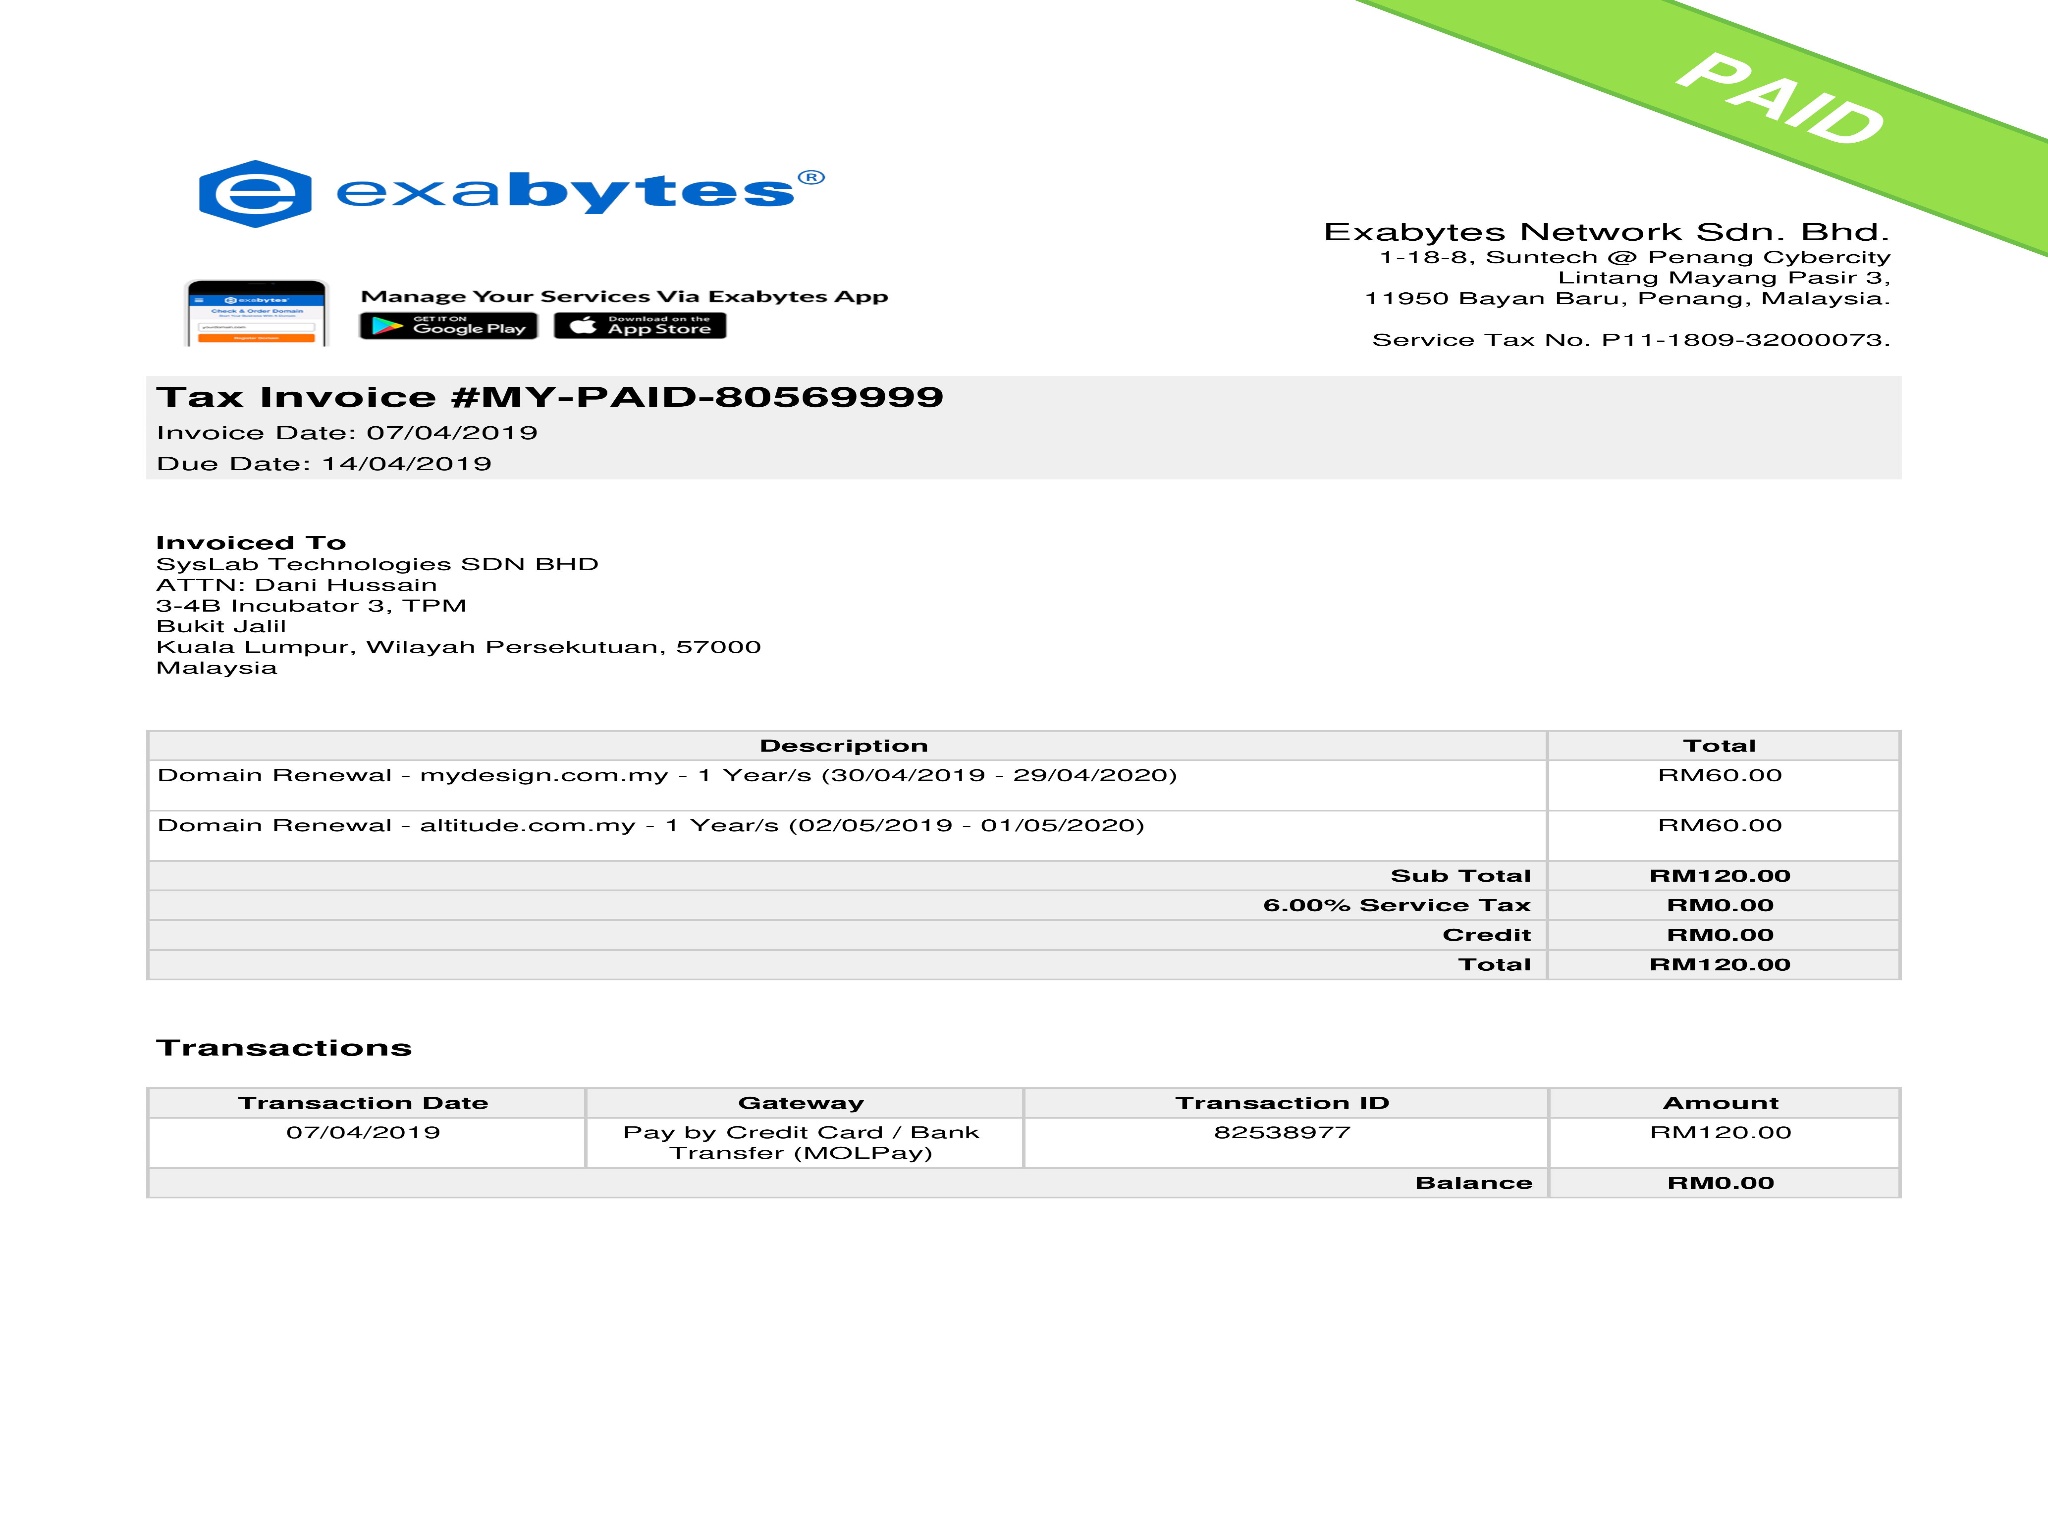 PAID
exabytes®
Exabytes Network Sdn. Bhd.
1-18-8, Suntech @ Penang Cybercity
Lintang Mayang Pasir 3,
11950 Bayan Baru, Penang, Malaysia.
Service Tax No. P11-1809-32000073.
exabytes
Check & Order Domain
Manage Your Services Via Exabytes App
GET IT ON
Google Play
Download on the
App Store
Tax Invoice #MY-PAID-80569999
Invoice Date: 07/04/2019
Due Date: 14/04/2019
Invoiced To
SysLab Technologies SDN BHD
ATTN: Dani Hussain
3-4B Incubator 3, TPM
Bukit Jalil
Kuala Lumpur, Wilayah Persekutuan, 57000
Malaysia
Description Total
Domain Renewal - mydesign.com.my - 1 Year/s (30/04/2019 - 29/04/2020) RM60.00
Domain Renewal - altitude.com.my - 1 Year/s (02/05/2019 - 01/05/2020) RM60.00
Sub Total RM120.00
6.00% Service Tax RM0.00
Credit RM0.00
Total RM120.00
Transactions
Transaction Date Gateway Transaction ID Amount
07/04/2019 Pay by Credit Card / Bank 82538977 RM120.00
Transfer (MOLPay)
Balance RM0.00